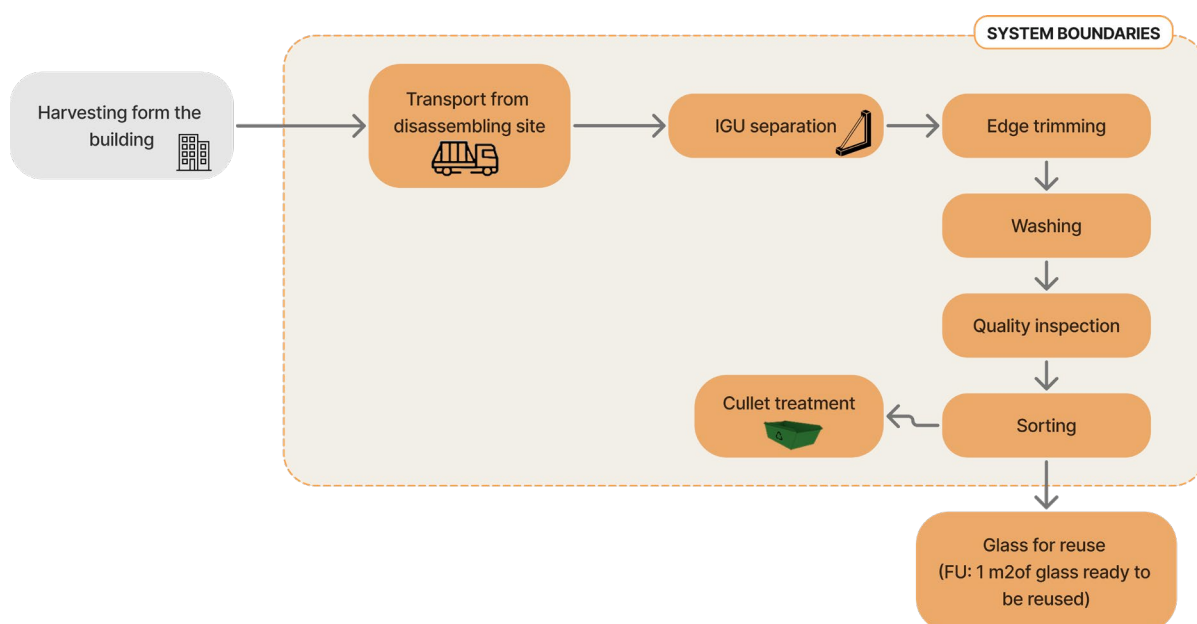 SYSTEM BOUNDARIES
Harvesting form the
building
Transport from
disassembling site
IGU separation
Edge trimming
Washing
Quality inspection
Cullet treatment
Sorting
Glass for reuse
(FU: 1 m2of glass ready to
be reused)